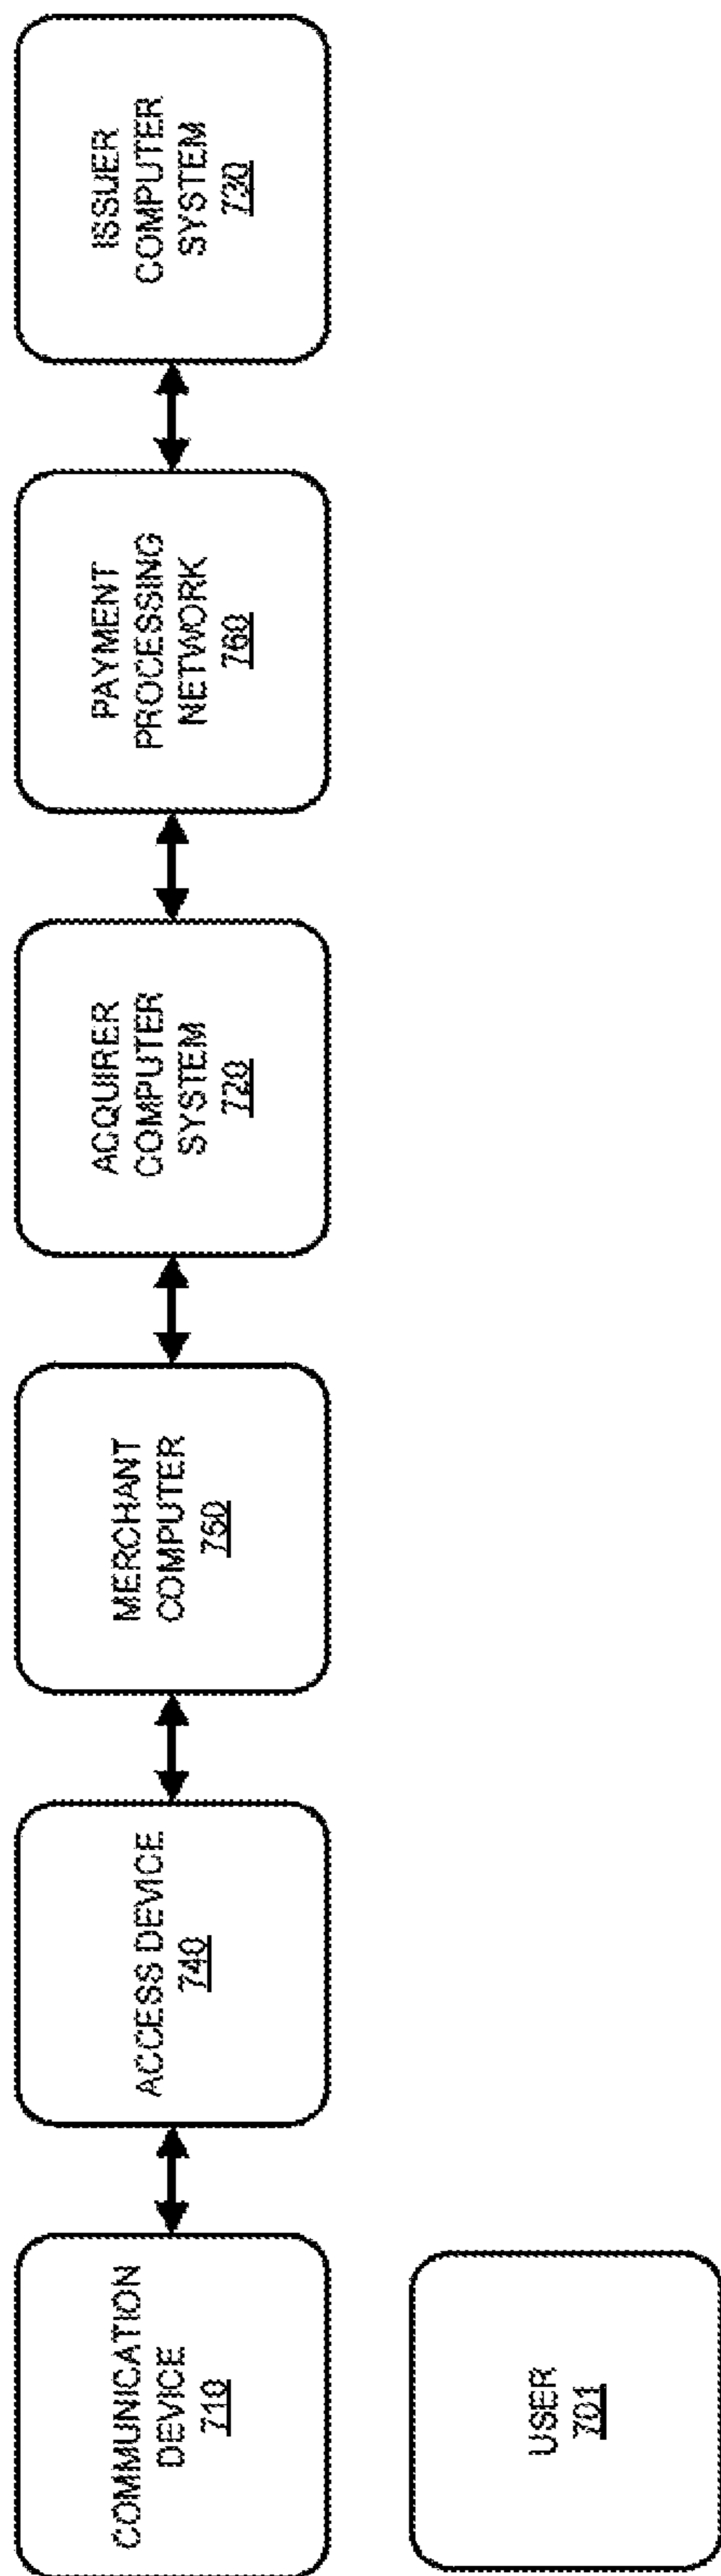 COMMUNICATION
DEVICE
710
ACCESS DEVICE
740
MERCHANT
COMPUTER
750
ACQUIRER
COMPUTER
SYSTEM
720
PAYMENT
PROCESSING
NETWORK
760
ISSUER
COMPUTER
SYSTEM
730
USER
701